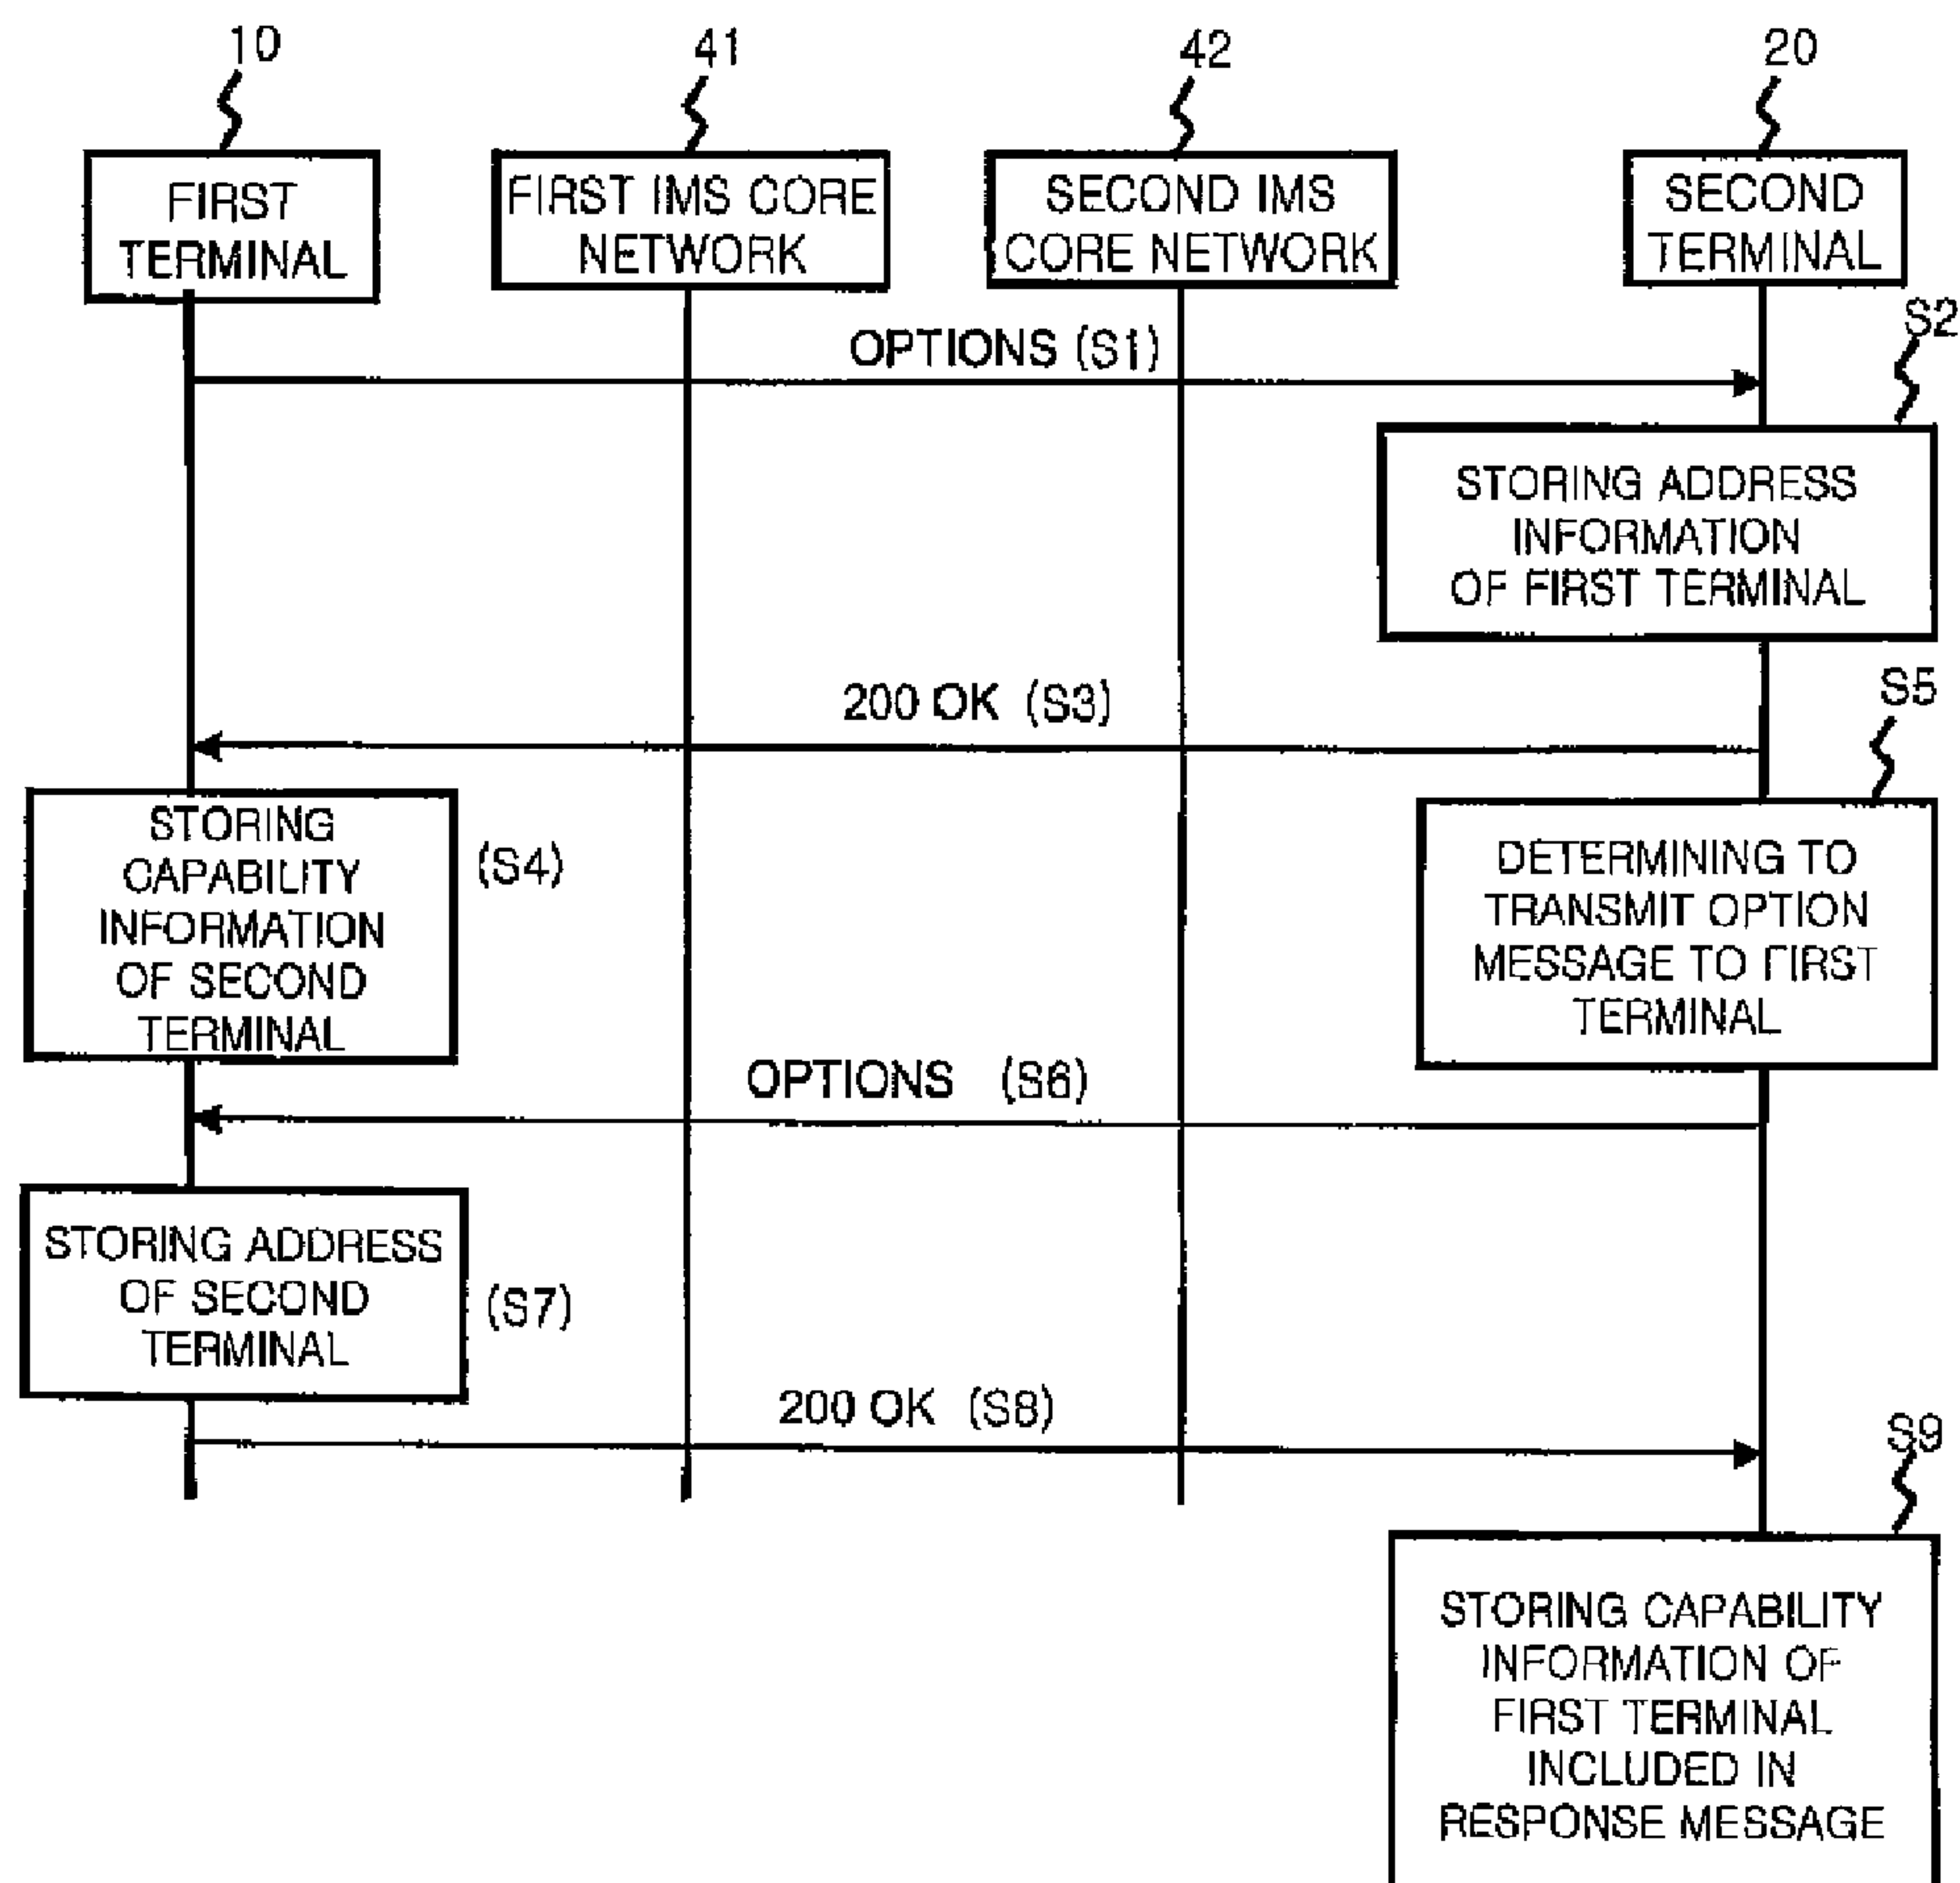 10
41
42
20
FIRST
TERMINAL
FIRST IMS CORE
NETWORK
SECOND IMS
CORE NETWORK
SECOND
TERMINAL
OPTIONS (S1)
S2
STORING ADDRESS
INFORMATION
OF FIRST TERMINAL
200 OK (S3)
S5
STORING
CAPABILITY
INFORMATION
OF SECOND
TERMINAL
(S4)
DETERMINING TO
TRANSMIT OPTION
MESSAGE TO FIRST
TERMINAL
OPTIONS (S6)
STORING ADDRESS
OF SECOND
TERMINAL
(S7)
200 OK (S8)
S9
STORING CAPABILITY
INFORMATION OF
FIRST TERMINAL
INCLUDED IN
RESPONSE MESSAGE